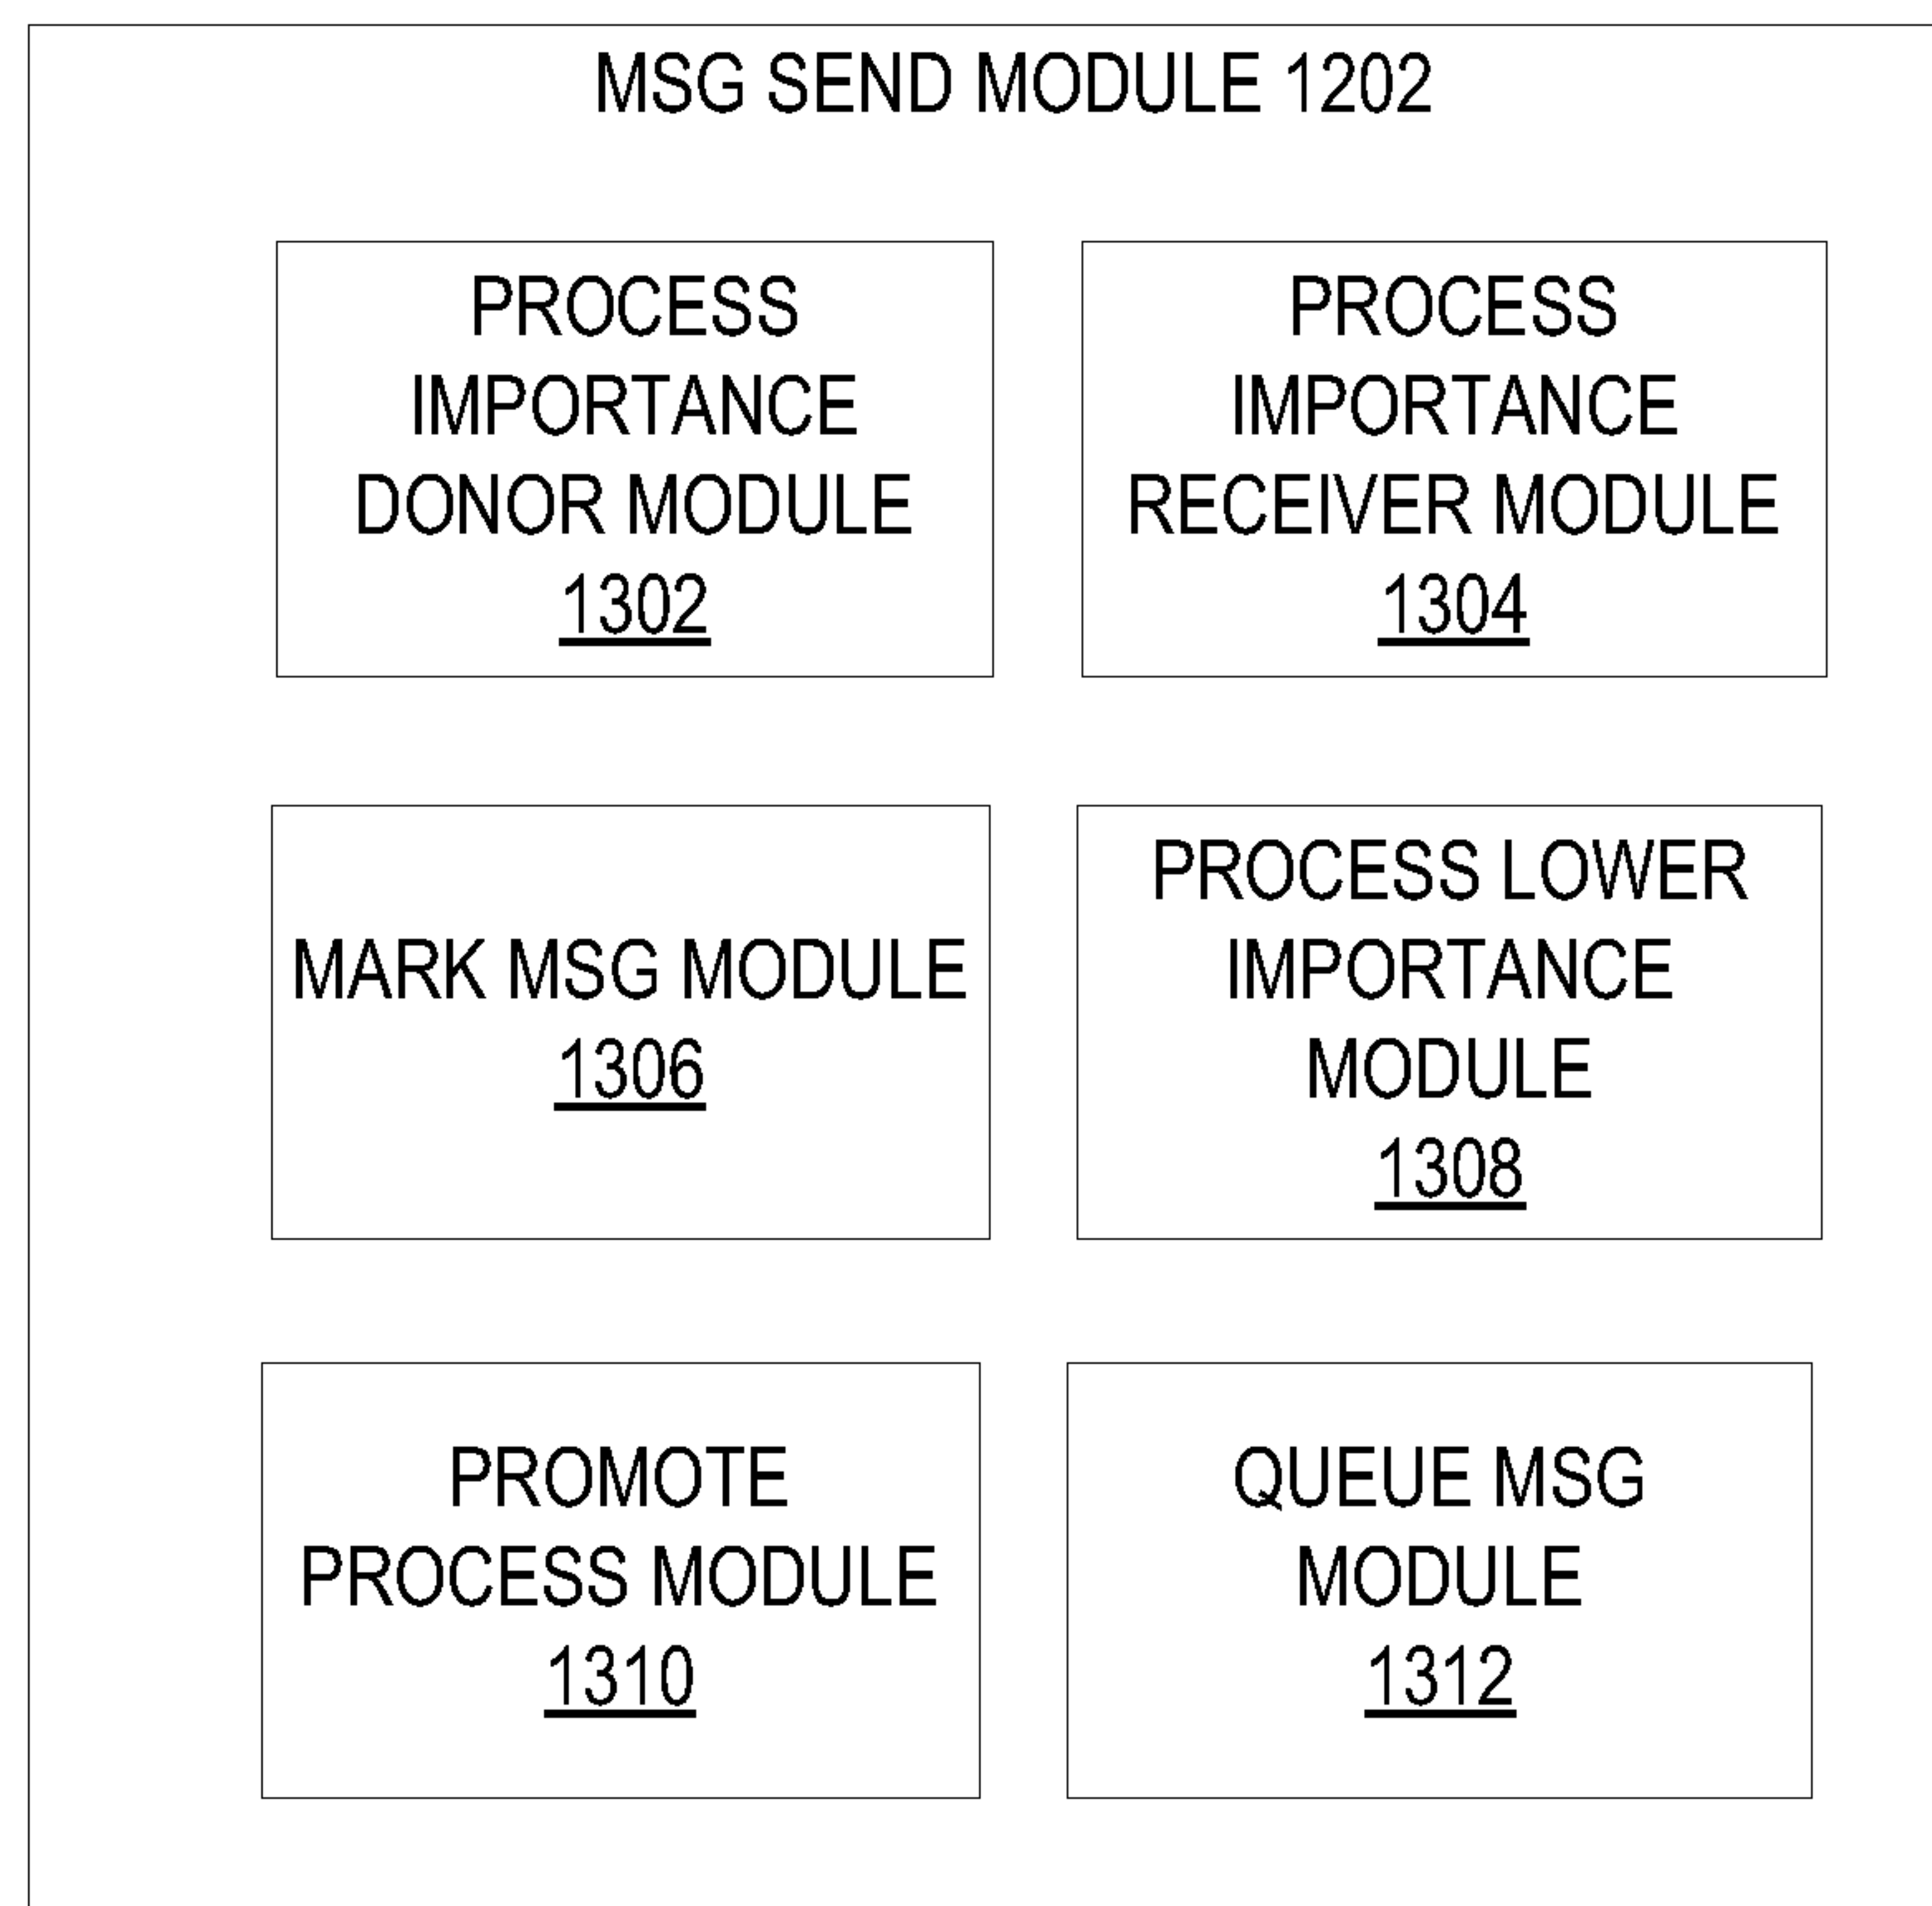 MSG SEND MODULE 1202
PROCESS
IMPORTANCE
DONOR MODULE
1302
PROCESS
IMPORTANCE
RECEIVER MODULE
1304
MARK MSG MODULE
1306
PROCESS LOWER
IMPORTANCE
MODULE
1308
PROMOTE
PROCESS MODULE
1310
QUEUE MSG
MODULE
1312